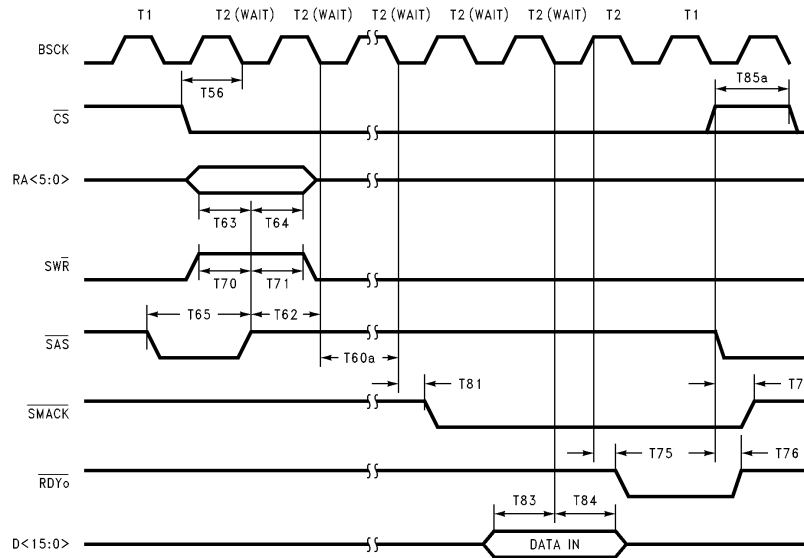 T1 T2 (WAIT) T2 (WAIT) T2 (WAIT) T2 (WAIT) T2 (WAIT) T2 T1
BSCK
T56
T85a
CS
RA<5:0>
T63 T64
SWR
T70 T71
T65 T62
SAS
T60a
T81 T7
SMACK
T75 T76
RDYo
T83 T84
D<15:0> DATA IN